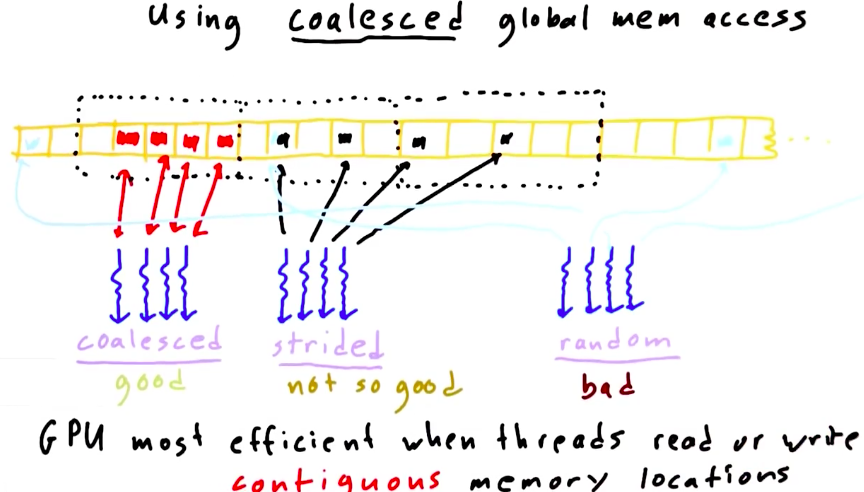 Using coalesced global mem access
coalesced strided random
good not so good bad
GPU most efficient when threads read or write
contiguous memory locations